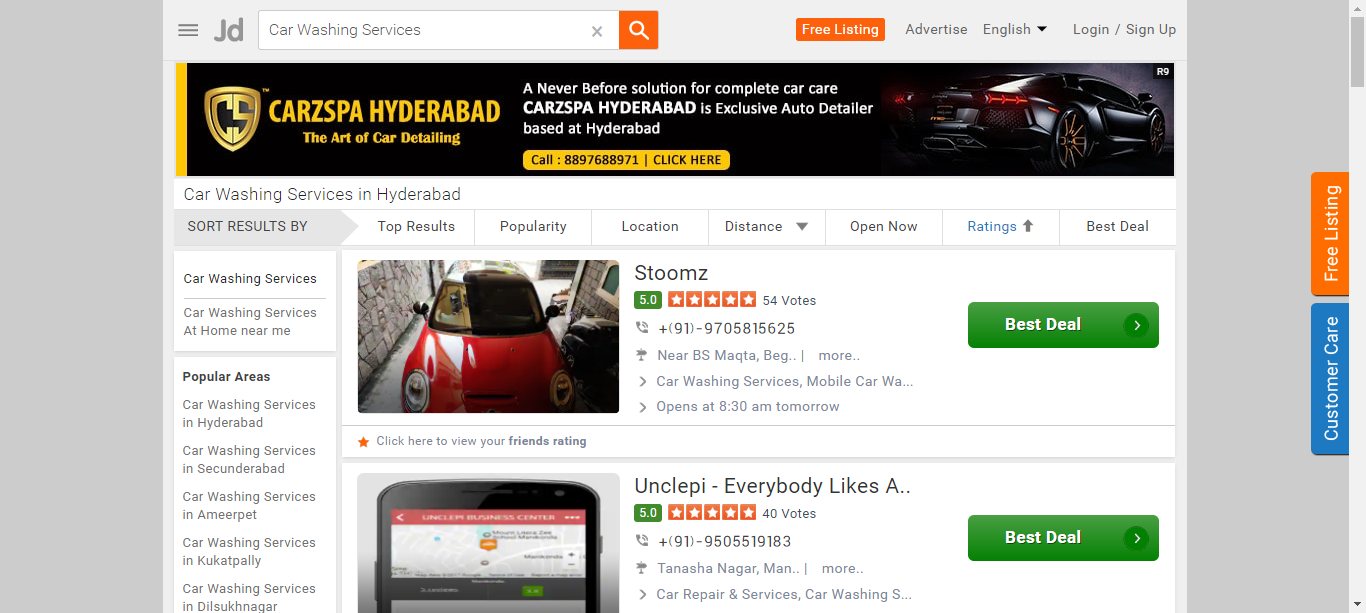 Jd
Car Washing Services
×
Free Listing
Advertise
English
Login / Sign Up
CARZSPA HYDERABAD
™
The Art of Car Detailing
A Never Before solution for complete car care
CARZSPA HYDERABAD is Exclusive Auto Detailer
based at Hyderabad
Call : 8897688971 | CLICK HERE
R9
Car Washing Services in Hyderabad
SORT RESULTS BY
Top Results
Popularity
Location
Distance
Open Now
Ratings
Best Deal
Car Washing Services
Car Washing Services
At Home near me
Popular Areas
Car Washing Services
in Hyderabad
Car Washing Services
in Secunderabad
Car Washing Services
in Ameerpet
Car Washing Services
in Kukatpally
Car Washing Services
in Dilsukhnagar
Stoomz
5.0 54 Votes
+(91)-9705815625
Near BS Maqta, Beg.. | more..
Car Washing Services, Mobile Car Wa...
Opens at 8:30 am tomorrow
Best Deal
Click here to view your friends rating
UNCLEPI BUSINESS CENTER
Mount Litera Zee
School Manikonda
Manikonda
Unclepi - Everybody Likes A..
5.0 40 Votes
+(91)-9505519183
Tanasha Nagar, Man.. | more..
Car Repair & Services, Car Washing S...
Best Deal
Free Listing
Customer Care